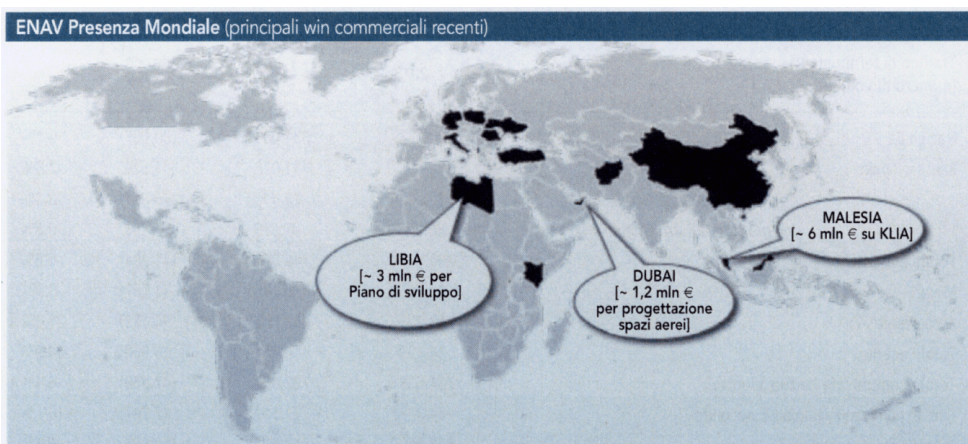 ENAV Presenza Mondiale (principali win commerciali recenti)
MALESIA
[~ 6 mln € su KLIA]
LIBIA
[~ 3 mln € per
Piano di sviluppo]
DUBAI
[~ 1,2 mln €
per progettazione
spazi aerei]